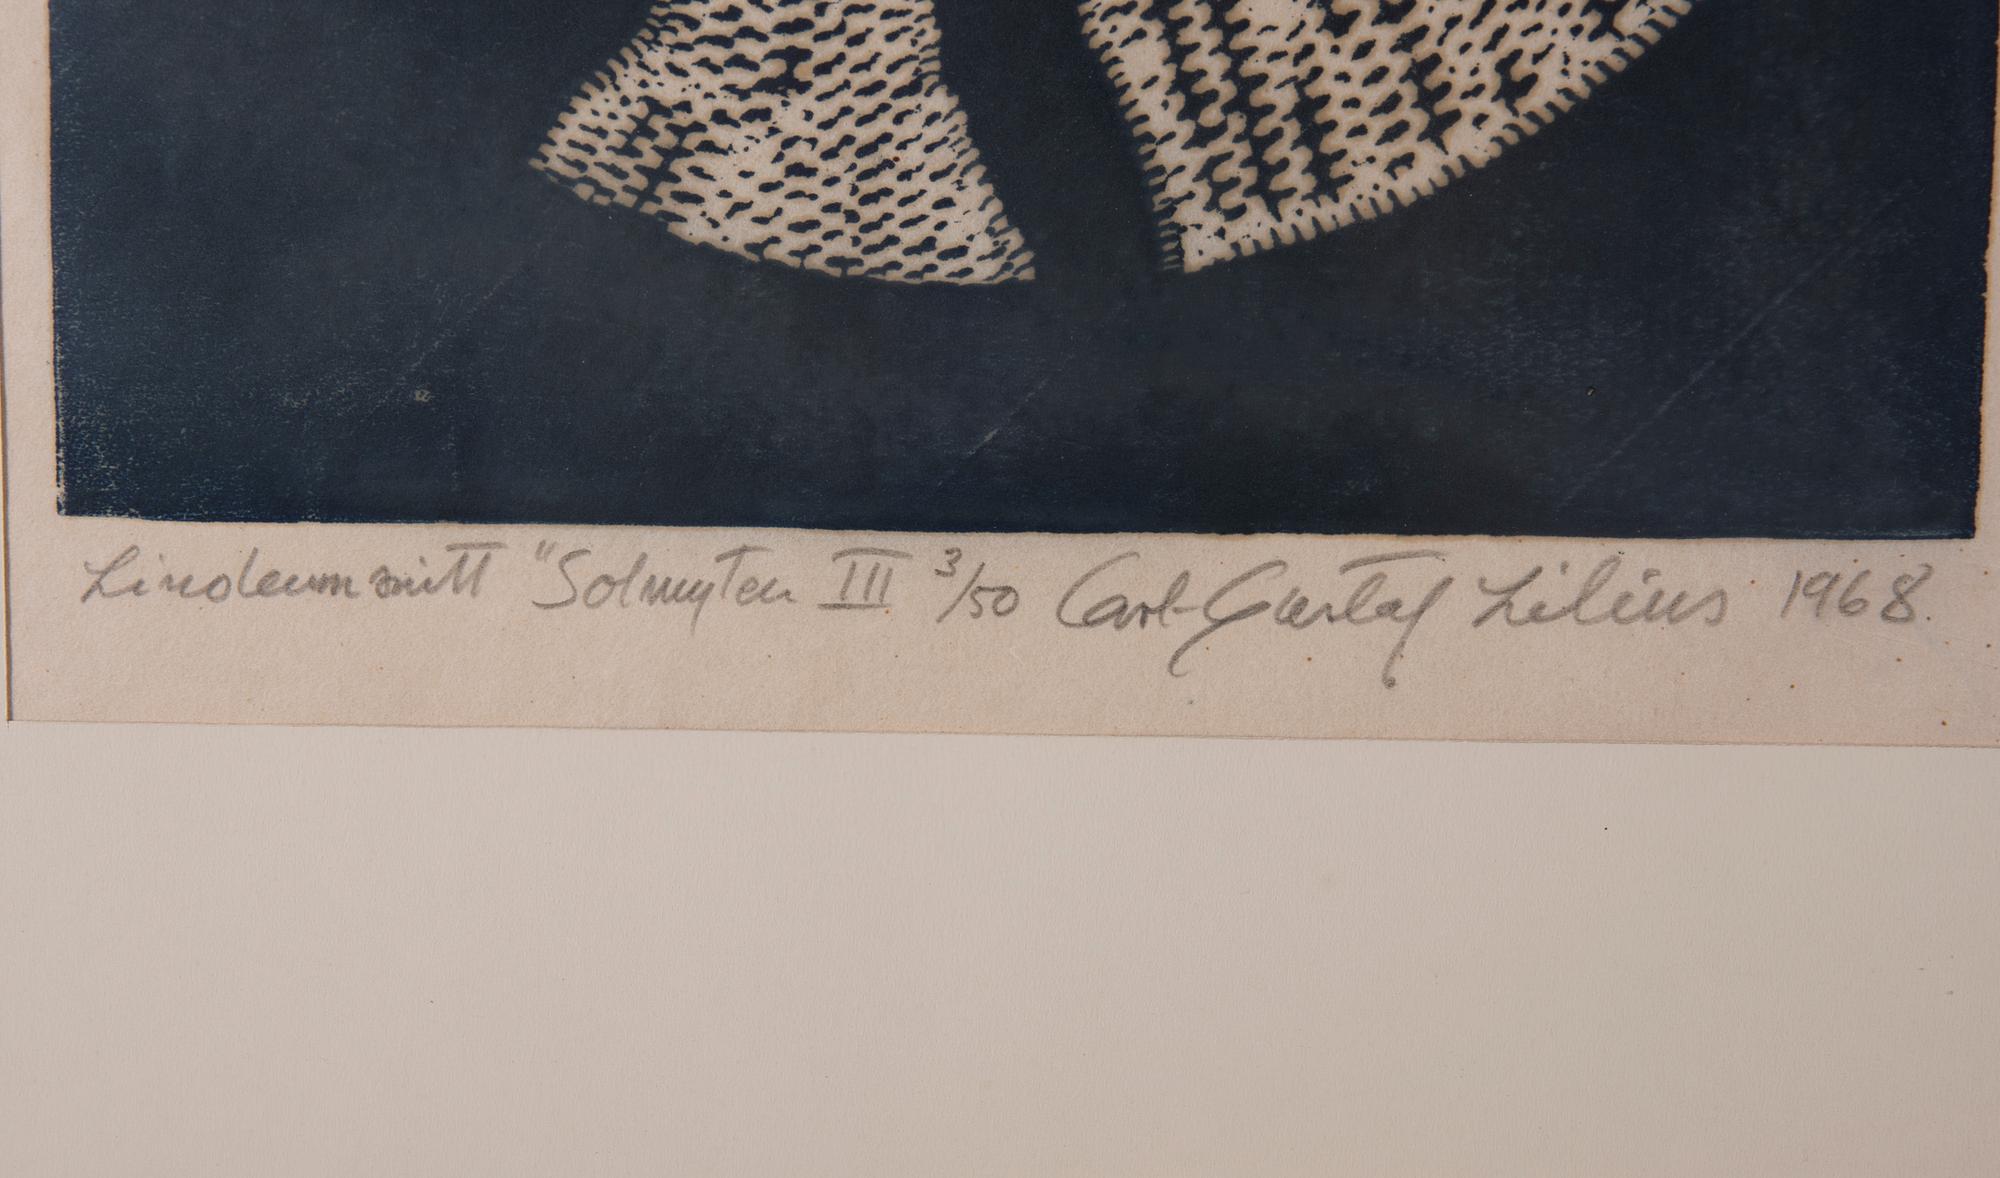 Linoleumsnitt "Solmyten III 3/50 Carl-Gustaf Lilius 1968.